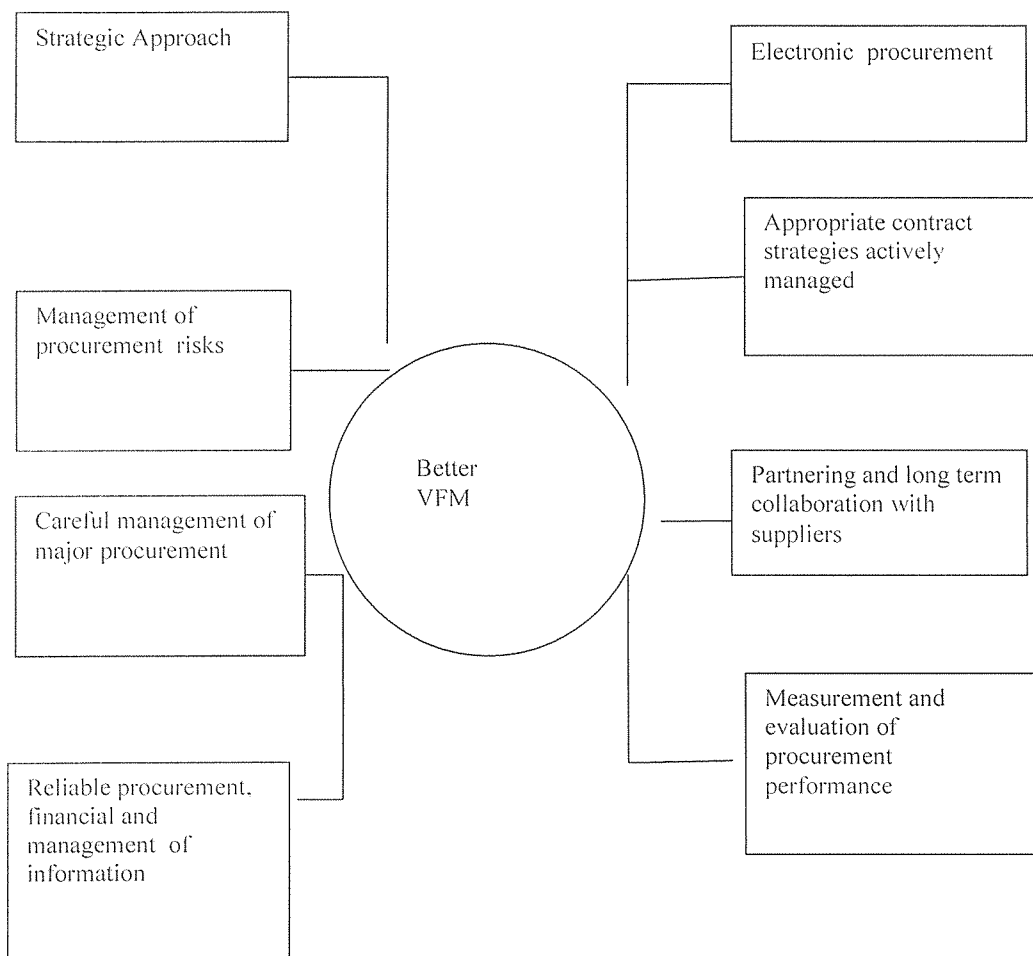 Strategic Approach
Management of
procurement risks
Careful management of
major procurement
Reliable procurement,
financial and
management of
information
Better
VFM
Electronic procurement
Appropriate contract
strategies actively
managed
Partnering and long term
collaboration with
suppliers
Measurement and
evaluation of
procurement
performance